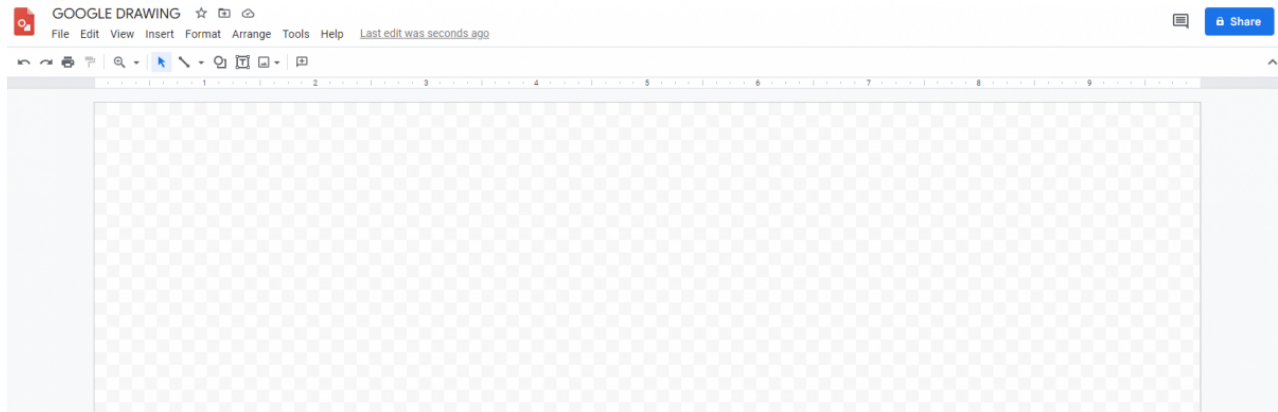 GOOGLE DRAWING
Share
File Edit View Insert Format Arrange Tools Help Last edit was seconds ago
1 2 3 4 5 6 7 8 9